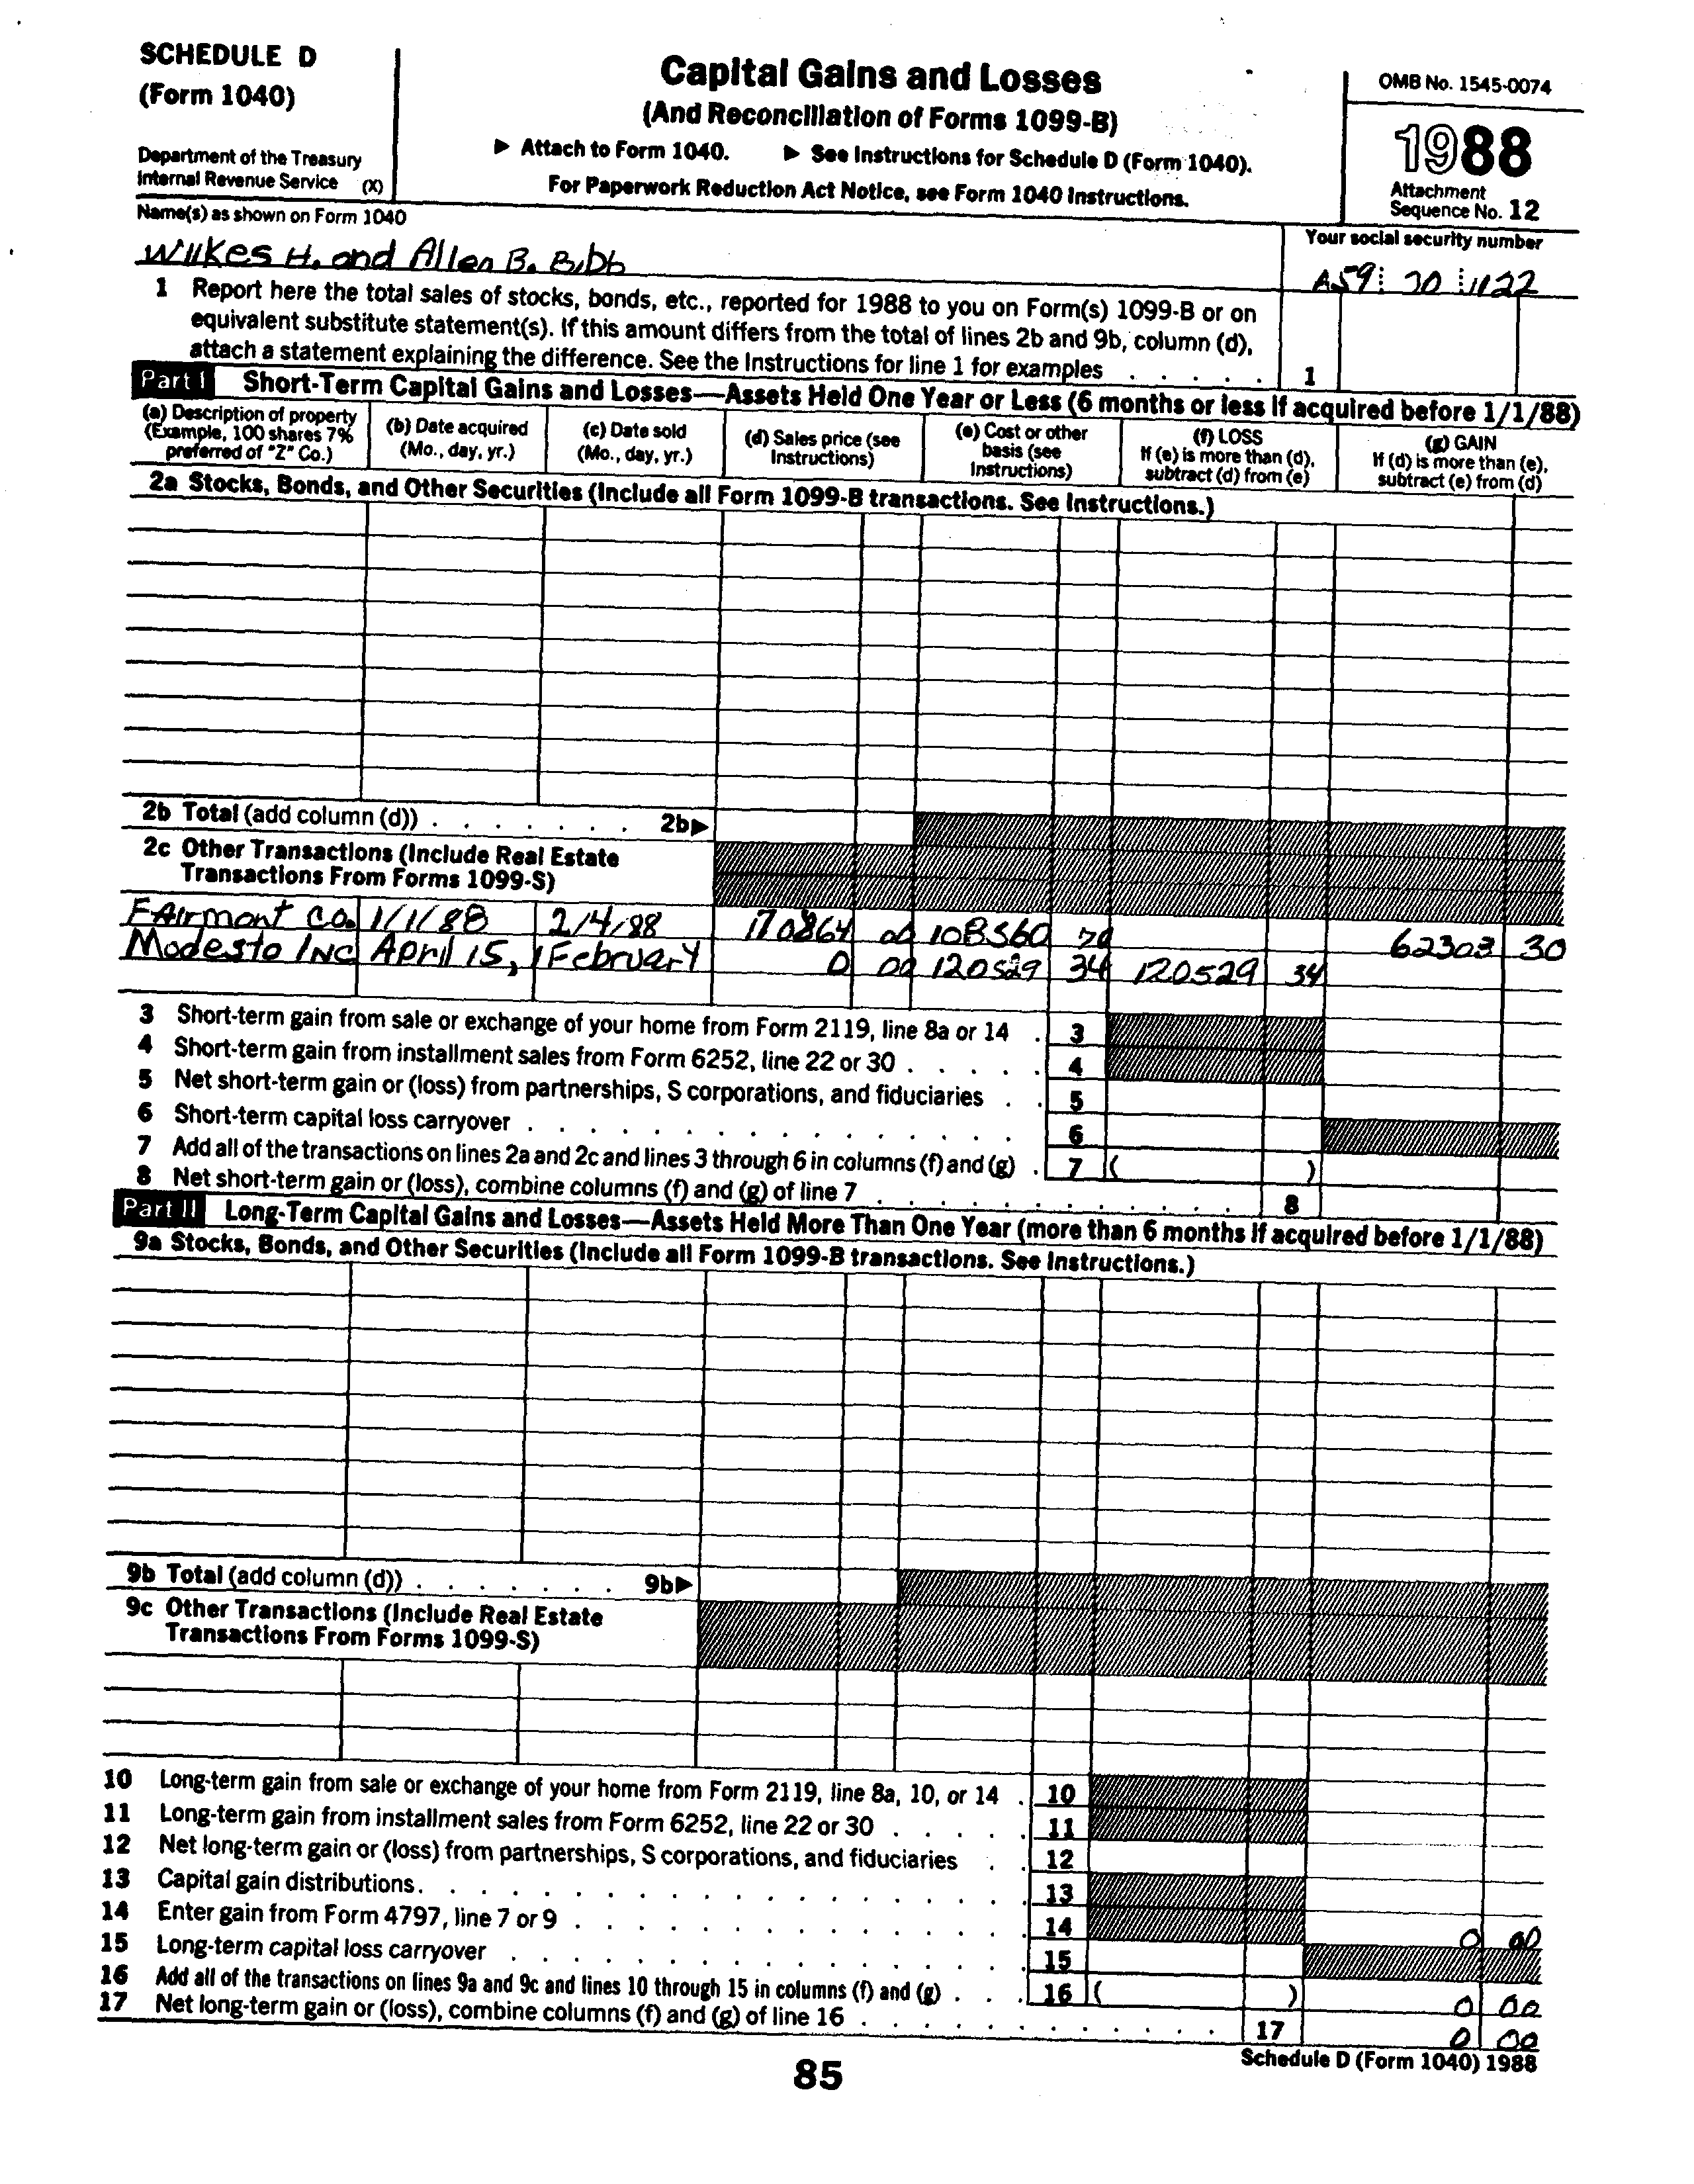 SCHEDULE D
(Form 1040)
Department of the Treasury
Internal Revenue Service (X)
Capital Gains and Losses
(And Reconciliation of Forms 1099-B)
▶ Attach to Form 1040. ▶ See Instructions for Schedule D (Form 1040).
For Paperwork Reduction Act Notice, see Form 1040 Instructions.
OMB No. 1545-0074
1988
Attachment
Sequence No. 12
Name(s) as shown on Form 1040
Wilkes H. and Allen B. Bibb
Your social security number
A59 20 1122
1 Report here the total sales of stocks, bonds, etc., reported for 1988 to you on Form(s) 1099-B or on
equivalent substitute statement(s). If this amount differs from the total of lines 2b and 9b, column (d),
attach a statement explaining the difference. See the Instructions for line 1 for examples . . . . . 1
Part I Short-Term Capital Gains and Losses—Assets Held One Year or Less (6 months or less if acquired before 1/1/88)
(a) Description of property
(Example, 100 shares 7%
preferred of "Z" Co.)
(b) Date acquired
(Mo., day, yr.)
(c) Date sold
(Mo., day, yr.)
(d) Sales price (see
Instructions)
(e) Cost or other
basis (see
Instructions)
(f) LOSS
If (e) is more than (d),
subtract (d) from (e)
(g) GAIN
If (d) is more than (e),
subtract (e) from (d)
2a Stocks, Bonds, and Other Securities (Include all Form 1099-B transactions. See Instructions.)
2b Total (add column (d)) . . . . . . . 2b▶
2c Other Transactions (Include Real Estate
Transactions From Forms 1099-S)
FAirmont Co. 1/1/88 2/4/88 170864 00 108560 70 62303 30
Modesto INC April 15, 1 February 0 00 120529 34 120529 34
3 Short-term gain from sale or exchange of your home from Form 2119, line 8a or 14 . 3
4 Short-term gain from installment sales from Form 6252, line 22 or 30 . . . . . 4
5 Net short-term gain or (loss) from partnerships, S corporations, and fiduciaries . . 5
6 Short-term capital loss carryover . . . . . . . . . . . . . . . . 6
7 Add all of the transactions on lines 2a and 2c and lines 3 through 6 in columns (f) and (g) . 7 ( )
8 Net short-term gain or (loss), combine columns (f) and (g) of line 7 . . . . . . . . . . . . . 8
Part II Long-Term Capital Gains and Losses—Assets Held More Than One Year (more than 6 months if acquired before 1/1/88)
9a Stocks, Bonds, and Other Securities (Include all Form 1099-B transactions. See Instructions.)
9b Total (add column (d)) . . . . . . . 9b▶
9c Other Transactions (Include Real Estate
Transactions From Forms 1099-S)
10 Long-term gain from sale or exchange of your home from Form 2119, line 8a, 10, or 14 . 10
11 Long-term gain from installment sales from Form 6252, line 22 or 30 . . . . . 11
12 Net long-term gain or (loss) from partnerships, S corporations, and fiduciaries . . 12
13 Capital gain distributions. . . . . . . . . . . . . . . . . . . . 13
14 Enter gain from Form 4797, line 7 or 9 . . . . . . . . . . . . . . 14 0 00
15 Long-term capital loss carryover . . . . . . . . . . . . . . . . 15
16 Add all of the transactions on lines 9a and 9c and lines 10 through 15 in columns (f) and (g) . . . 16 ( ) 0 00
17 Net long-term gain or (loss), combine columns (f) and (g) of line 16 . . . . . . . . . . . . 17 0 00
Schedule D (Form 1040) 1988
85